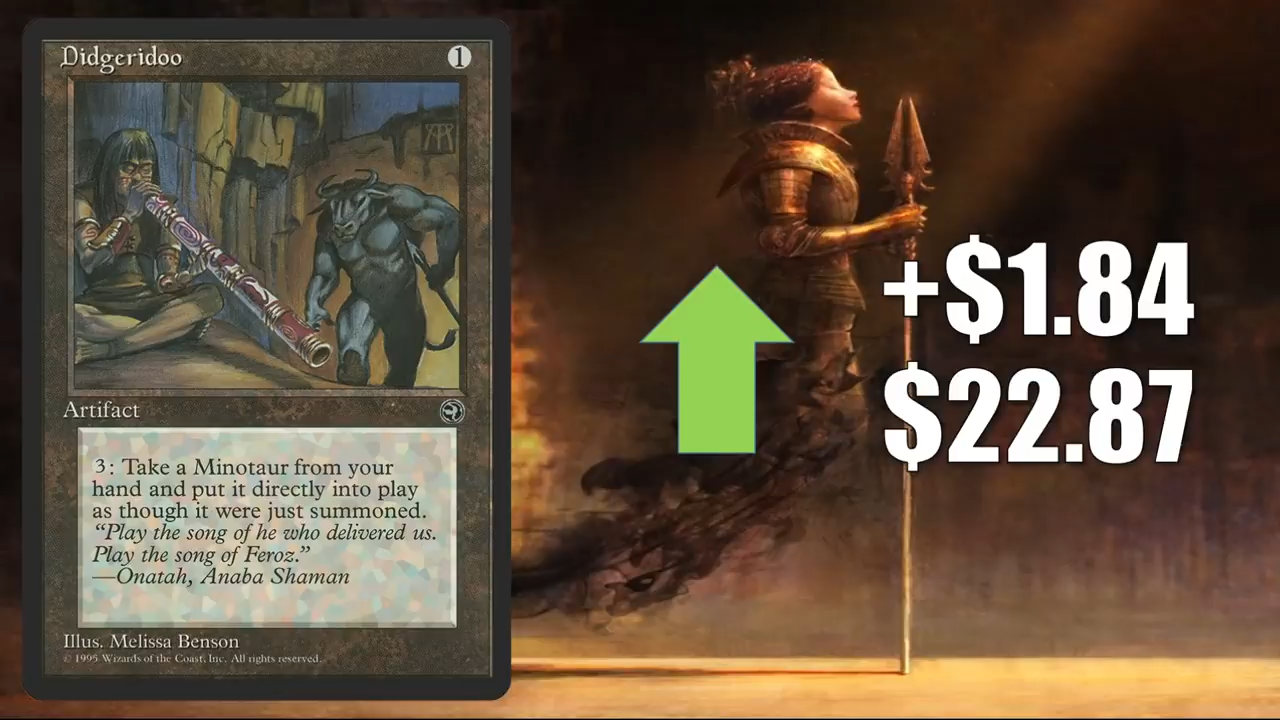 Didgeridoo
1
Artifact
3: Take a Minotaur from your
hand and put it directly into play
as though it were just summoned.
“Play the song of he who delivered us.
Play the song of Feroz.”
—Onatah, Anaba Shaman
Illus. Melissa Benson
© 1995 Wizards of the Coast, Inc. All rights reserved.
+$1.84
$22.87